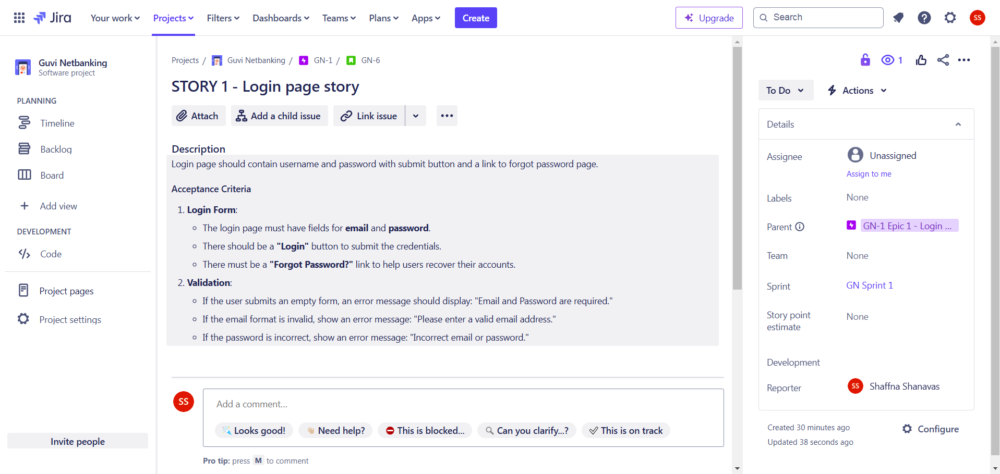 Jira
Your work
Projects
Filters
Dashboards
Teams
Plans
Apps
Create
Upgrade
Search
SS
Guvi Netbanking
Software project
PLANNING
Timeline
Backlog
Board
Add view
DEVELOPMENT
Code
Project pages
Project settings
Invite people
Projects / Guvi Netbanking / GN-1 / GN-6
STORY 1 - Login page story
Attach
Add a child issue
Link issue
Description
Login page should contain username and password with submit button and a link to forgot password page.
Acceptance Criteria
1. Login Form:
The login page must have fields for email and password.
There should be a "Login" button to submit the credentials.
There must be a "Forgot Password?" link to help users recover their accounts.
2. Validation:
If the user submits an empty form, an error message should display: "Email and Password are required."
If the email format is invalid, show an error message: "Please enter a valid email address."
If the password is incorrect, show an error message: "Incorrect email or password."
SS
Add a comment...
Looks good!
Need help?
This is blocked...
Can you clarify...?
This is on track
Pro tip: press M to comment
1
To Do
Actions
Details
Assignee
Unassigned
Assign to me
Labels
None
Parent
GN-1 Epic 1 - Login ...
Team
None
Sprint
GN Sprint 1
Story point
estimate
None
Development
Reporter
SS
Shaffna Shanavas
Created 30 minutes ago
Updated 38 seconds ago
Configure